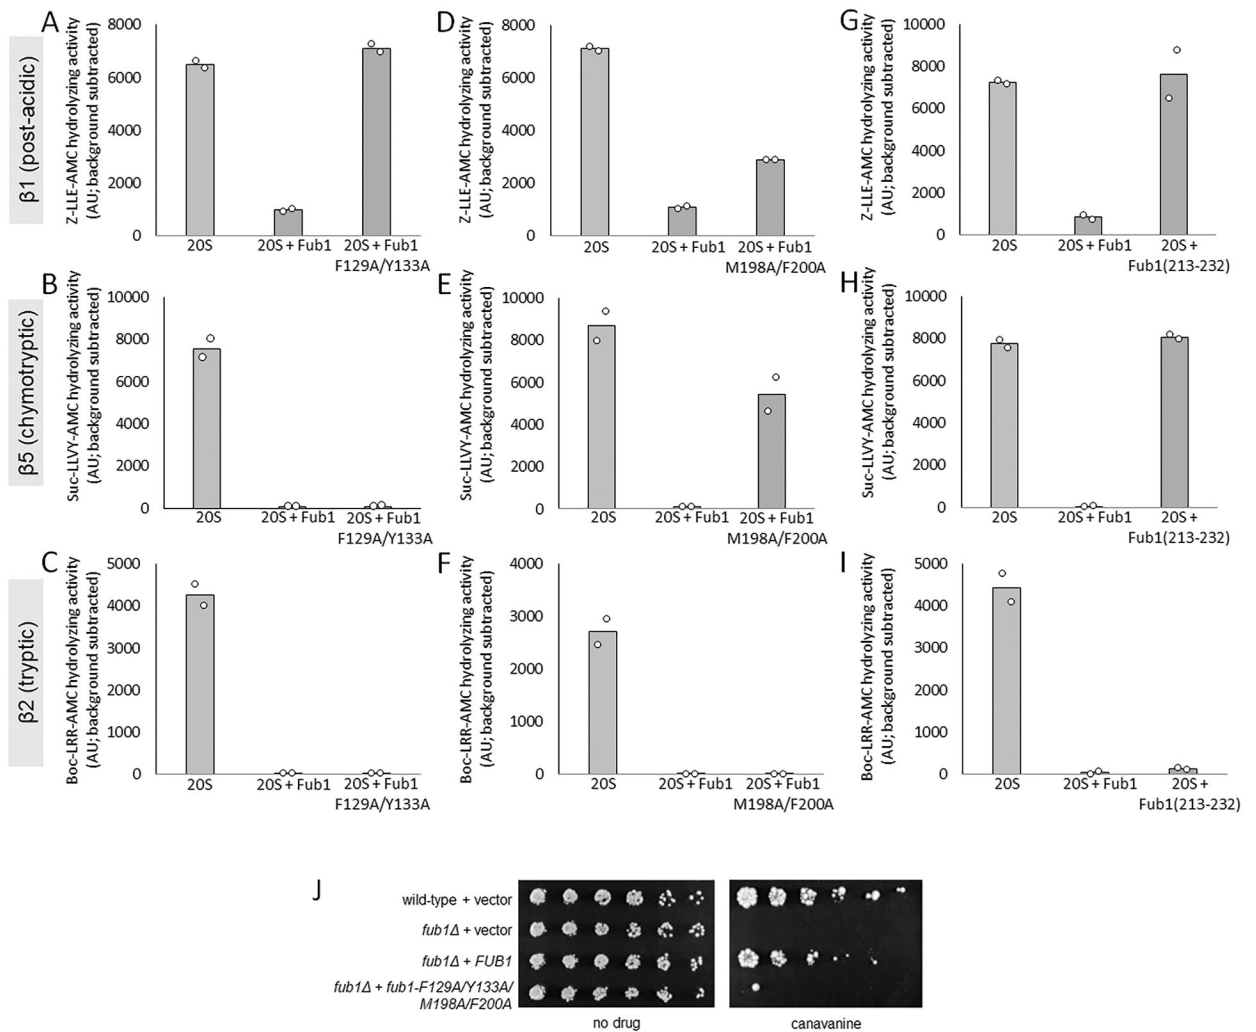 A
β1 (post-acidic)
Z-LLE-AMC hydrolyzing activity
(AU; background subtracted)
8000
6000
4000
2000
0
20S
20S + Fub1
20S + Fub1
F129A/Y133A
D
Z-LLE-AMC hydrolyzing activity
(AU; background subtracted)
8000
6000
4000
2000
0
20S
20S + Fub1
20S + Fub1
M198A/F200A
G
Z-LLE-AMC hydrolyzing activity
(AU; background subtracted)
10000
8000
6000
4000
2000
0
20S
20S + Fub1
20S +
Fub1(213-232)
B
β5 (chymotryptic)
Suc-LLVY-AMC hydrolyzing activity
(AU; background subtracted)
10000
8000
6000
4000
2000
0
20S
20S + Fub1
20S + Fub1
F129A/Y133A
E
Suc-LLVY-AMC hydrolyzing activity
(AU; background subtracted)
10000
8000
6000
4000
2000
0
20S
20S + Fub1
20S + Fub1
M198A/F200A
H
Suc-LLVY-AMC hydrolyzing activity
(AU; background subtracted)
10000
8000
6000
4000
2000
0
20S
20S + Fub1
20S +
Fub1(213-232)
C
β2 (tryptic)
Boc-LRR-AMC hydrolyzing activity
(AU; background subtracted)
5000
4000
3000
2000
1000
0
20S
20S + Fub1
20S + Fub1
F129A/Y133A
F
Boc-LRR-AMC hydrolyzing activity
(AU; background subtracted)
4000
3000
2000
1000
0
20S
20S + Fub1
20S + Fub1
M198A/F200A
I
Boc-LRR-AMC hydrolyzing activity
(AU; background subtracted)
5000
4000
3000
2000
1000
0
20S
20S + Fub1
20S +
Fub1(213-232)
J
wild-type + vector
fub1Δ + vector
fub1Δ + FUB1
fub1Δ + fub1-F129A/Y133A/
M198A/F200A
no drug
canavanine